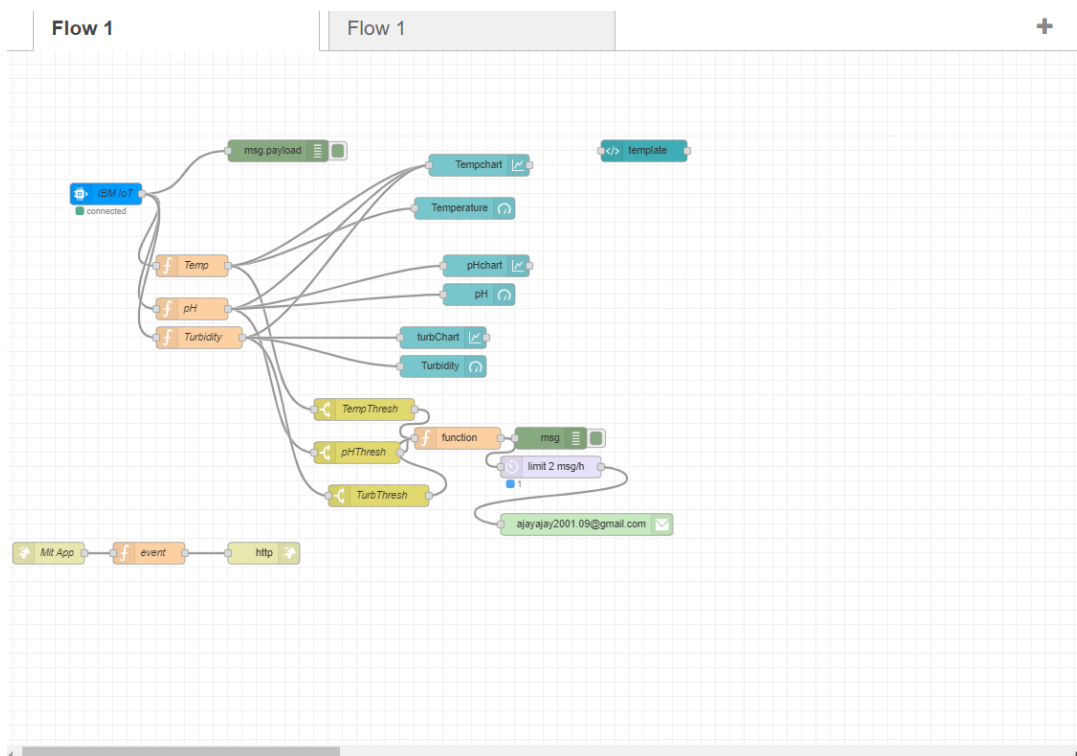 Flow 1
Flow 1
msg.payload
template
Tempchart
IBM IoT
connected
Temperature
Temp
pHchart
pH
pH
Turbidity
turbChart
Turbidity
TempThresh
function
msg
pHThresh
limit 2 msg/h
1
TurbThresh
ajayajay2001.09@gmail.com
Mit App
event
http